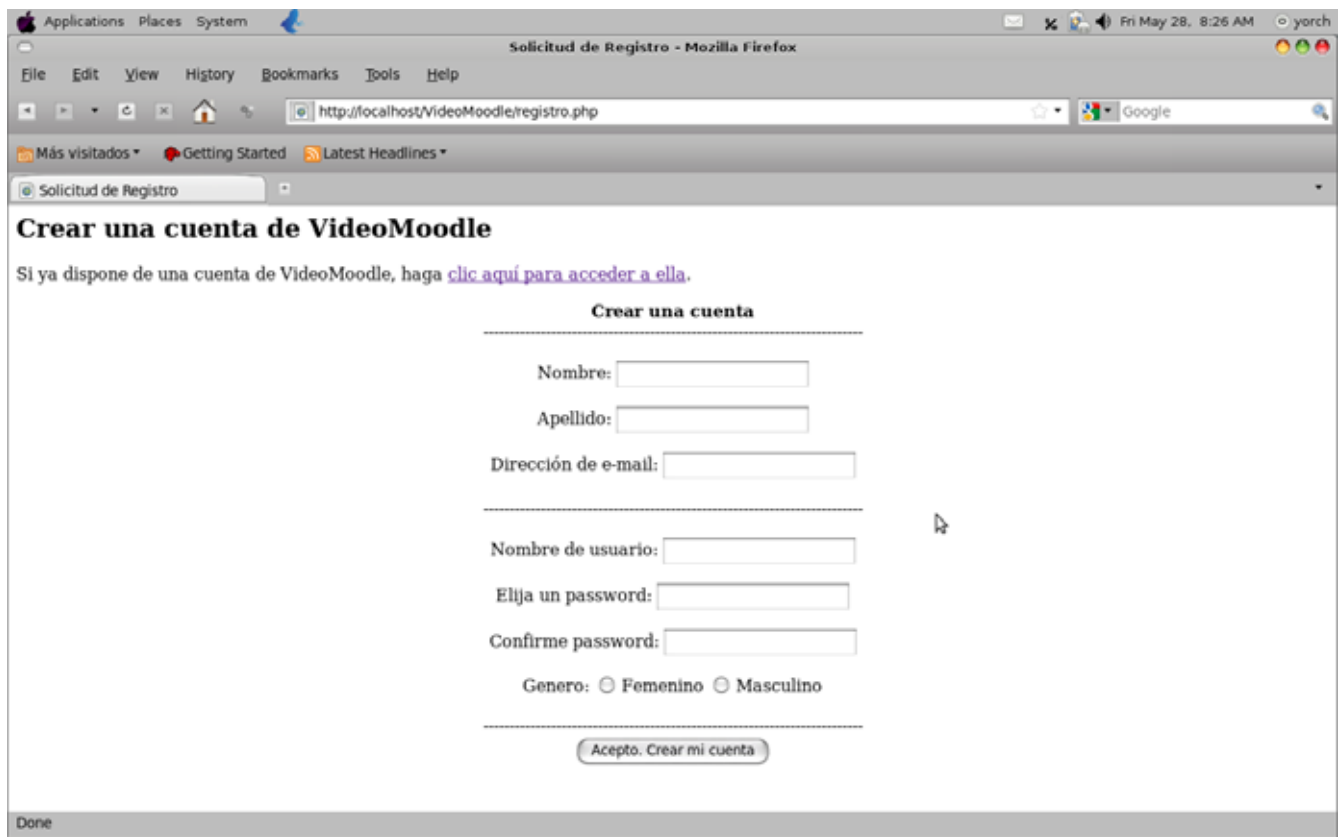 Applications Places System Fri May 28, 8:26 AM yorch
Solicitud de Registro - Mozilla Firefox
File Edit View History Bookmarks Tools Help
http://localhost/VideoMoodle/registro.php Google
Más visitados Getting Started Latest Headlines
Solicitud de Registro
Crear una cuenta de VideoMoodle
Si ya dispone de una cuenta de VideoMoodle, haga clic aquí para acceder a ella.
Crear una cuenta
Nombre:
Apellido:
Dirección de e-mail:
Nombre de usuario:
Elija un password:
Confirme password:
Genero: Femenino Masculino
Acepto. Crear mi cuenta
Done